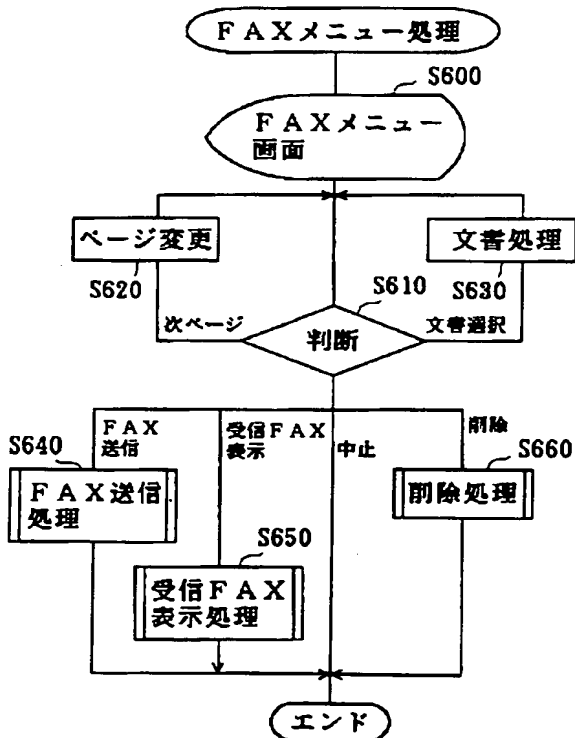 FAXメニュー処理
S600
FAXメニュー
画面
ページ変更
文書処理
S620
S610
S630
次ページ
判断
文書選択
FAX
送信
受信FAX
表示
中止
削除
S640
S660
FAX送信
処理
削除処理
S650
受信FAX
表示処理
エンド